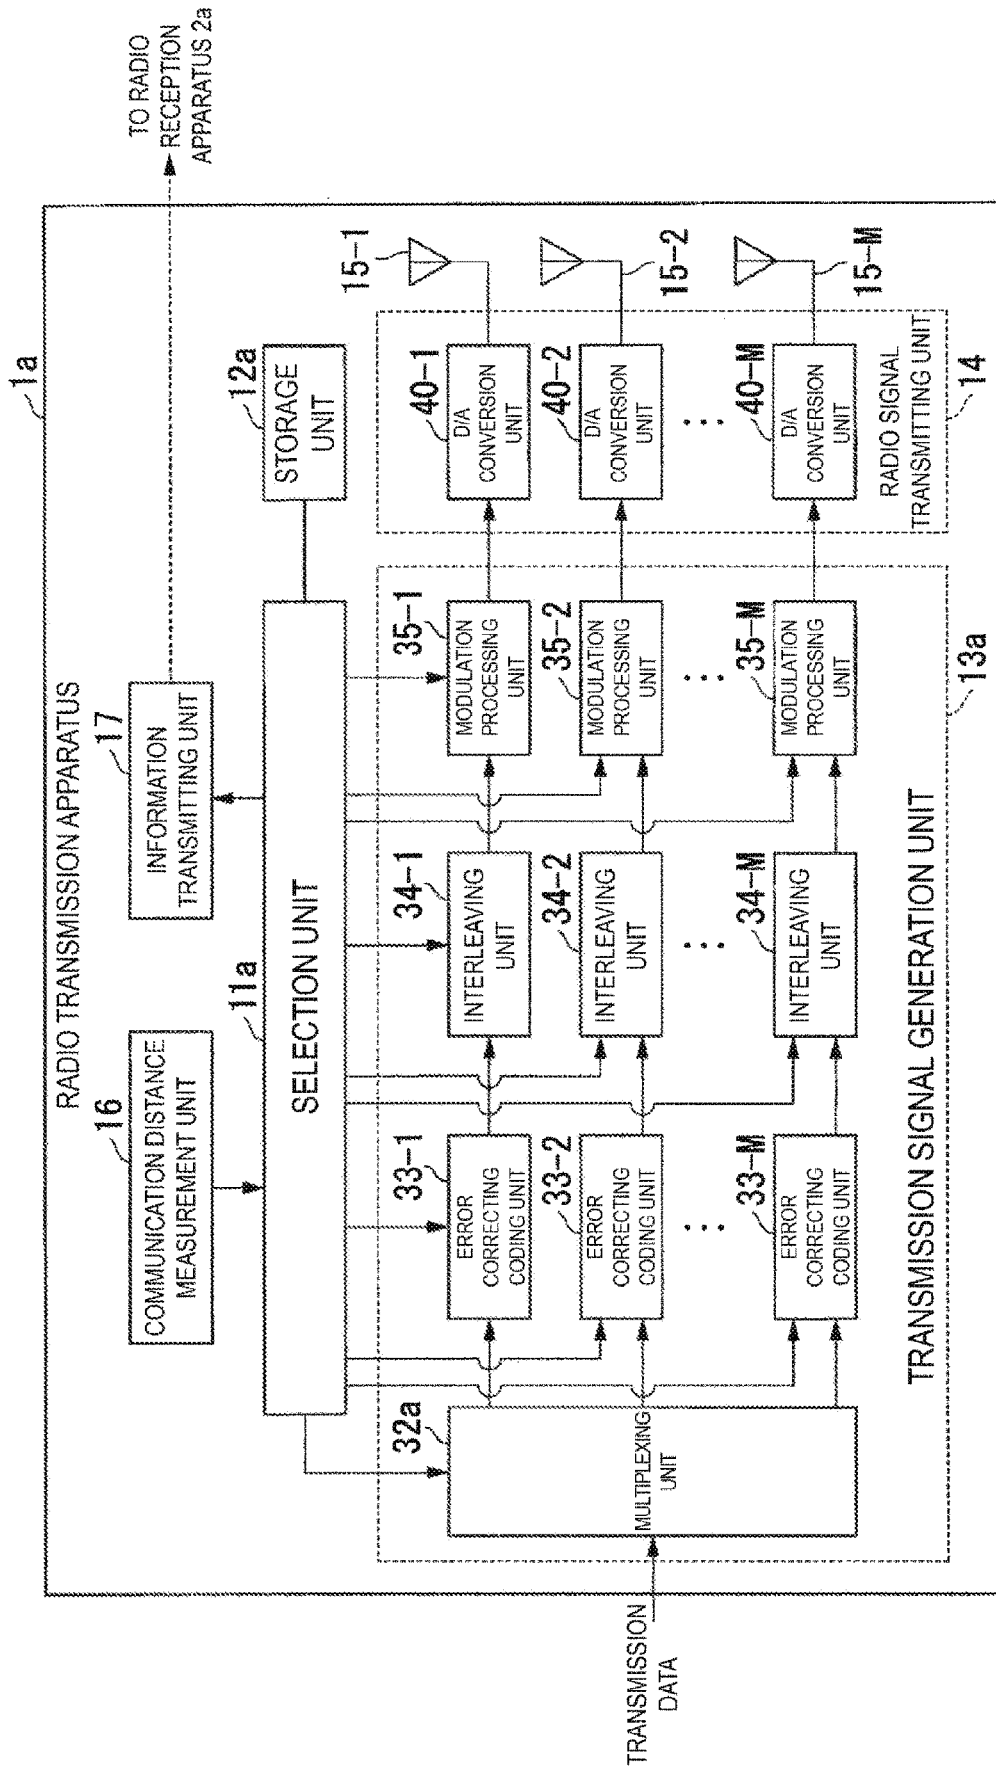 1a
RADIO TRANSMISSION APPARATUS
TO RADIO
RECEPTION
APPARATUS 2a
16
COMMUNICATION DISTANCE
MEASUREMENT UNIT
17
INFORMATION
TRANSMITTING UNIT
11a
SELECTION UNIT
12a
STORAGE
UNIT
TRANSMISSION
DATA
32a
MULTIPLEXING
UNIT
33-1
ERROR
CORRECTING
CODING UNIT
34-1
INTERLEAVING
UNIT
35-1
MODULATION
PROCESSING
UNIT
40-1
D/A
CONVERSION
UNIT
15-1
33-2
ERROR
CORRECTING
CODING UNIT
34-2
INTERLEAVING
UNIT
35-2
MODULATION
PROCESSING
UNIT
40-2
D/A
CONVERSION
UNIT
15-2
33-M
ERROR
CORRECTING
CODING UNIT
34-M
INTERLEAVING
UNIT
35-M
MODULATION
PROCESSING
UNIT
40-M
D/A
CONVERSION
UNIT
15-M
TRANSMISSION SIGNAL GENERATION UNIT
13a
RADIO SIGNAL
TRANSMITTING UNIT
14